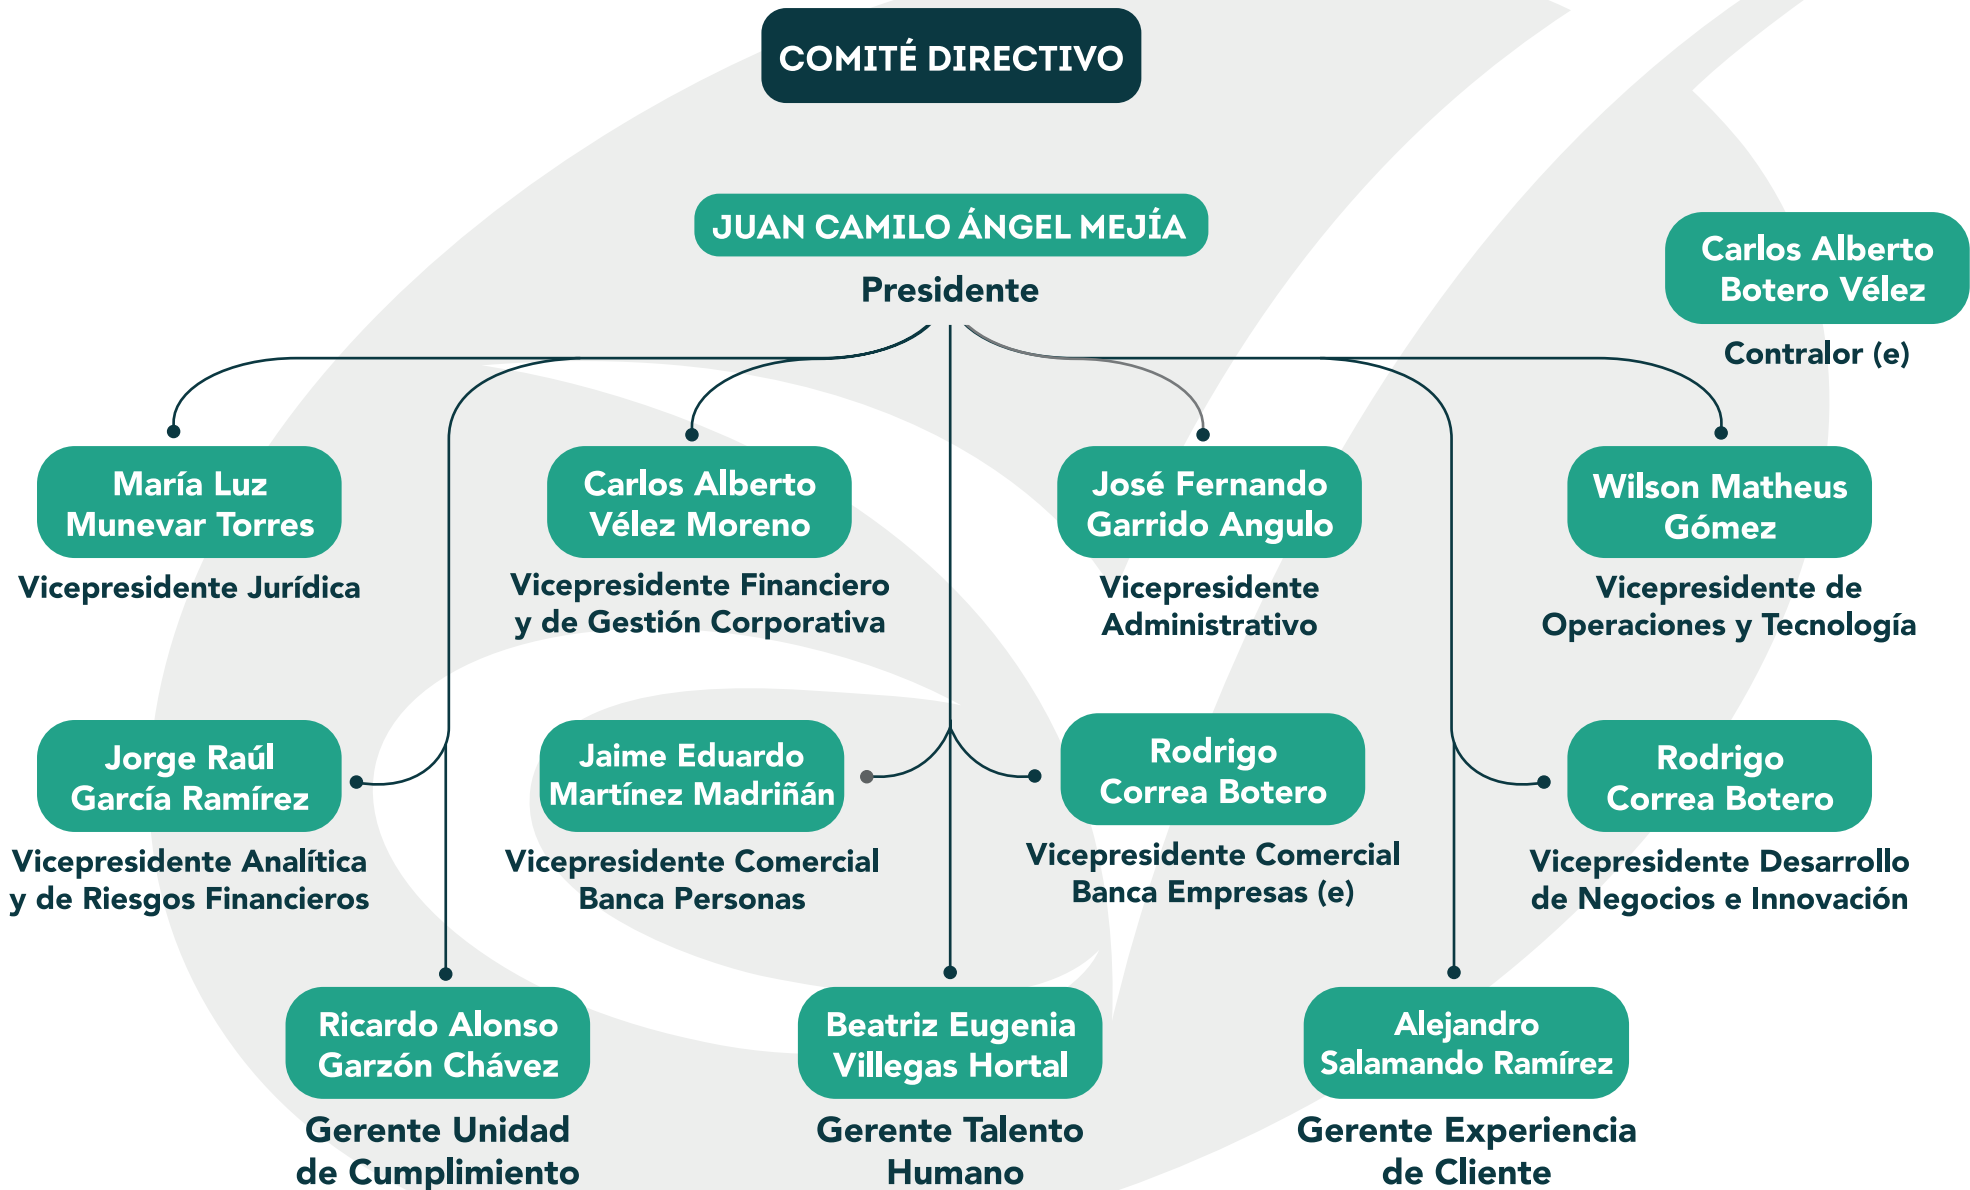 COMITÉ DIRECTIVO
JUAN CAMILO ÁNGEL MEJÍA
Presidente
Carlos Alberto
Botero Vélez
Contralor (e)
María Luz
Munevar Torres
Vicepresidente Jurídica
Carlos Alberto
Vélez Moreno
Vicepresidente Financiero
y de Gestión Corporativa
José Fernando
Garrido Angulo
Vicepresidente
Administrativo
Wilson Matheus
Gómez
Vicepresidente de
Operaciones y Tecnología
Jorge Raúl
García Ramírez
Vicepresidente Analítica
y de Riesgos Financieros
Jaime Eduardo
Martínez Madriñán
Vicepresidente Comercial
Banca Personas
Rodrigo
Correa Botero
Vicepresidente Comercial
Banca Empresas (e)
Rodrigo
Correa Botero
Vicepresidente Desarrollo
de Negocios e Innovación
Ricardo Alonso
Garzón Chávez
Gerente Unidad
de Cumplimiento
Beatriz Eugenia
Villegas Hortal
Gerente Talento
Humano
Alejandro
Salamando Ramírez
Gerente Experiencia
de Cliente